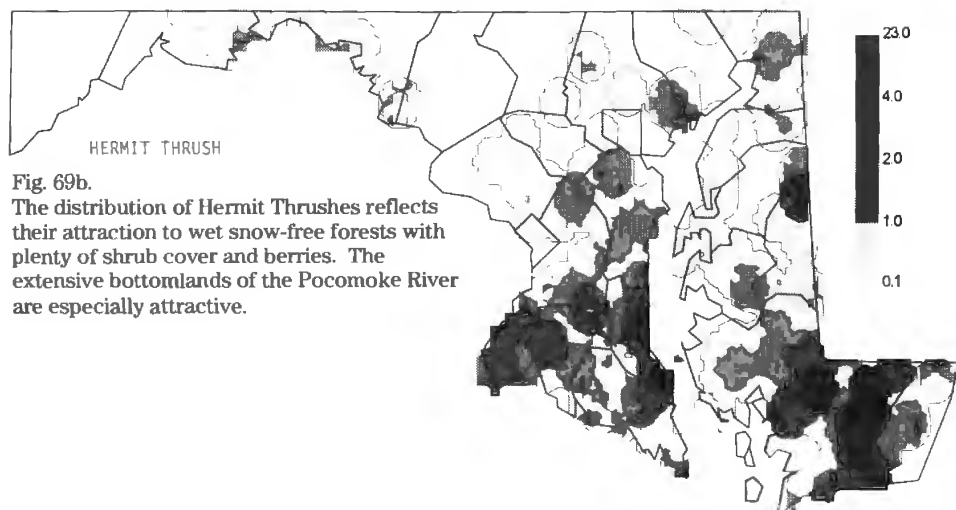 HERMIT THRUSH
Fig. 69b.
The distribution of Hermit Thrushes reflects
their attraction to wet snow-free forests with
plenty of shrub cover and berries. The
extensive bottomlands of the Pocomoke River
are especially attractive.
23.0
4.0
2.0
1.0
0.1